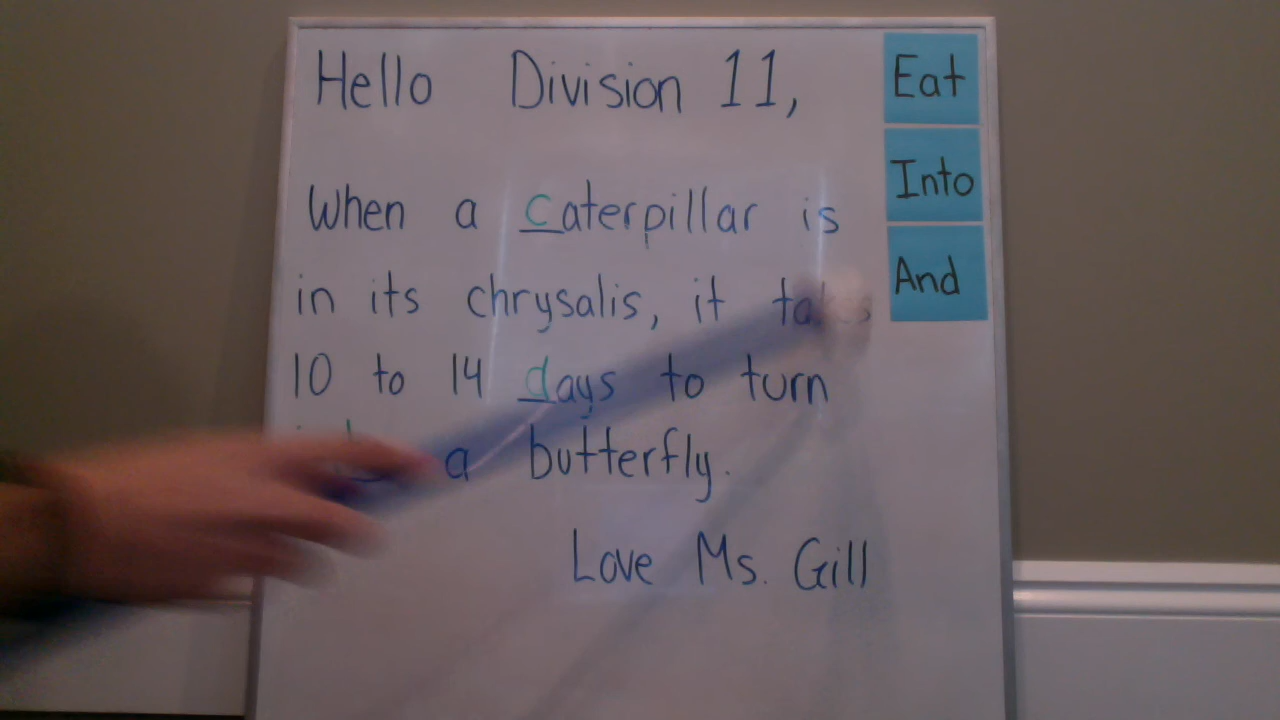 Hello Division 11,
When a caterpillar is
in its chrysalis, it
10 to 14 days to turn
a butterfly.
Love Ms. Gill
Eat
Into
And